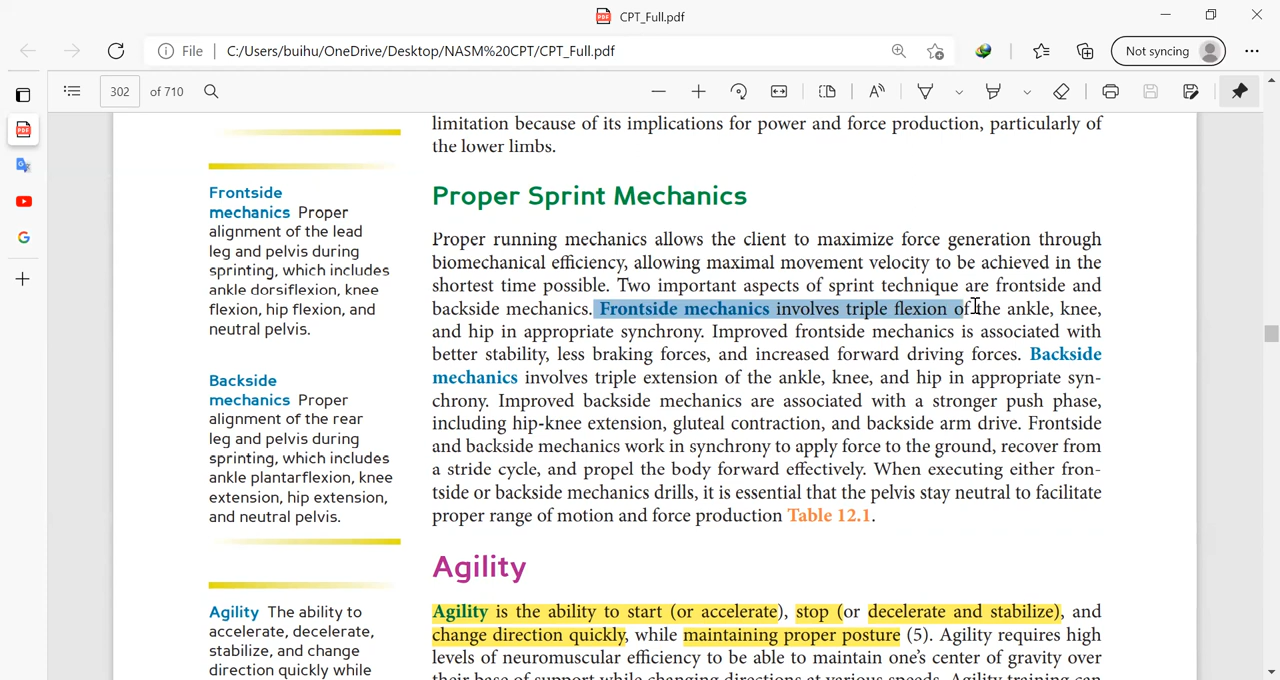 CPT_Full.pdf
File
C:/Users/buihu/OneDrive/Desktop/NASM%20CPT/CPT_Full.pdf
Not syncing
302
of 710
limitation because of its implications for power and force production, particularly of
the lower limbs.
Frontside
mechanics Proper
alignment of the lead
leg and pelvis during
sprinting, which includes
ankle dorsiflexion, knee
flexion, hip flexion, and
neutral pelvis.
Backside
mechanics Proper
alignment of the rear
leg and pelvis during
sprinting, which includes
ankle plantarflexion, knee
extension, hip extension,
and neutral pelvis.
Proper Sprint Mechanics
Proper running mechanics allows the client to maximize force generation through
biomechanical efficiency, allowing maximal movement velocity to be achieved in the
shortest time possible. Two important aspects of sprint technique are frontside and
backside mechanics. Frontside mechanics involves triple flexion of the ankle, knee,
and hip in appropriate synchrony. Improved frontside mechanics is associated with
better stability, less braking forces, and increased forward driving forces. Backside
mechanics involves triple extension of the ankle, knee, and hip in appropriate syn-
chrony. Improved backside mechanics are associated with a stronger push phase,
including hip-knee extension, gluteal contraction, and backside arm drive. Frontside
and backside mechanics work in synchrony to apply force to the ground, recover from
a stride cycle, and propel the body forward effectively. When executing either fron-
tside or backside mechanics drills, it is essential that the pelvis stay neutral to facilitate
proper range of motion and force production Table 12.1.
Agility
Agility The ability to
accelerate, decelerate,
stabilize, and change
direction quickly while
Agility is the ability to start (or accelerate), stop (or decelerate and stabilize), and
change direction quickly, while maintaining proper posture (5). Agility requires high
levels of neuromuscular efficiency to be able to maintain one's center of gravity over
their base of support while changing directions at various speeds. Agility training can